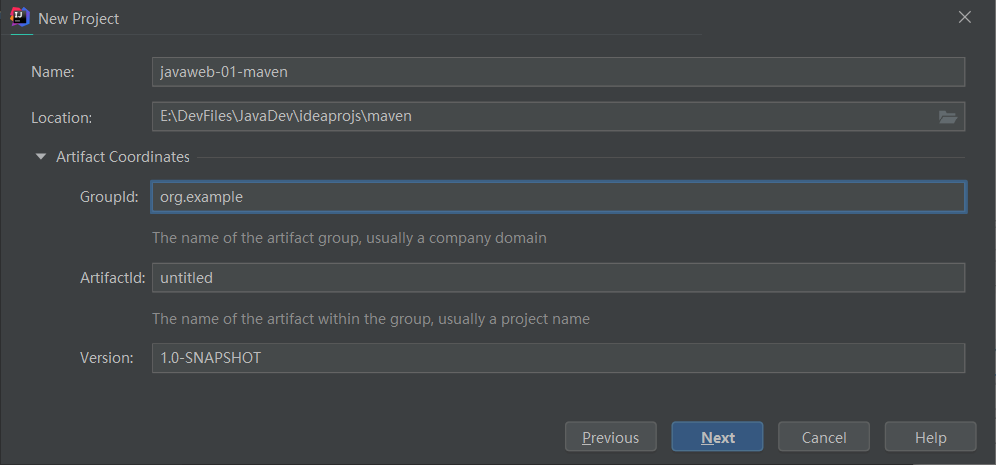 New Project
Name: javaweb-01-maven
Location: E:\DevFiles\JavaDev\ideaprojs\maven
Artifact Coordinates
GroupId: org.example
The name of the artifact group, usually a company domain
ArtifactId: untitled
The name of the artifact within the group, usually a project name
Version: 1.0-SNAPSHOT
Previous Next Cancel Help